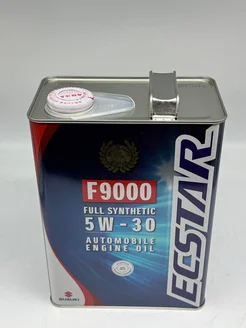 F9000
FULL SYNTHETIC
5W-30
AUTOMOBILE
ENGINE OIL
SUZUKI
ECSTAR